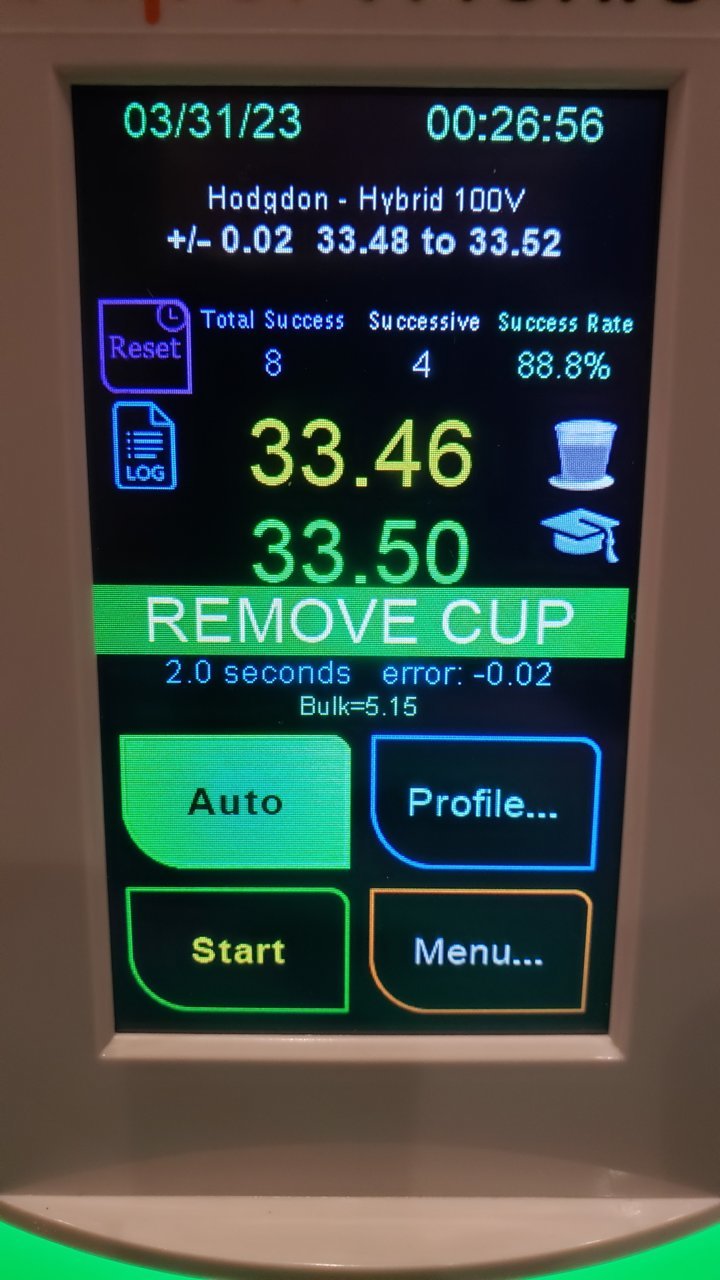 03/31/23 00:26:56
Hodgdon - Hybrid 100V
+/- 0.02 33.48 to 33.52
Reset
Total Success Successive Success Rate
8 4 88.8%
LOG
33.46
33.50
REMOVE CUP
2.0 seconds error: -0.02
Bulk=5.15
Auto Profile...
Start Menu...